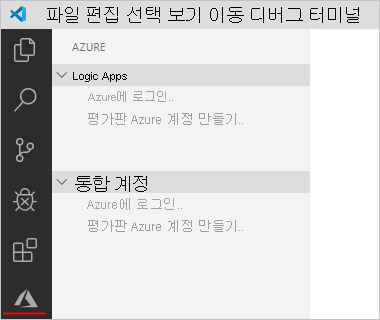 파일 편집 선택 보기 이동 디버그 터미널
AZURE
Logic Apps
Azure에 로그인..
평가판 Azure 계정 만들기..
통합 계정
Azure에 로그인..
평가판 Azure 계정 만들기..